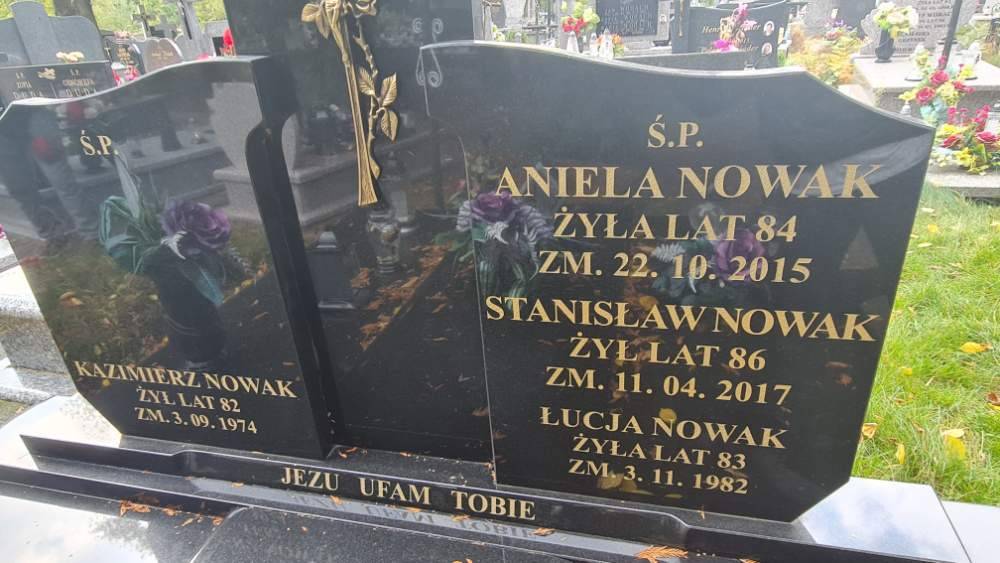 Ś.P.
KAZIMIERZ NOWAK
ŻYŁ LAT 82
ZM. 3.09.1974
Ś.P.
ANIELA NOWAK
ŻYŁA LAT 84
ZM. 22. 10. 2015
STANISŁAW NOWAK
ŻYŁ LAT 86
ZM. 11. 04. 2017
ŁUCJA NOWAK
ŻYŁA LAT 83
ZM. 3. 11. 1982
JEZU UFAM TOBIE